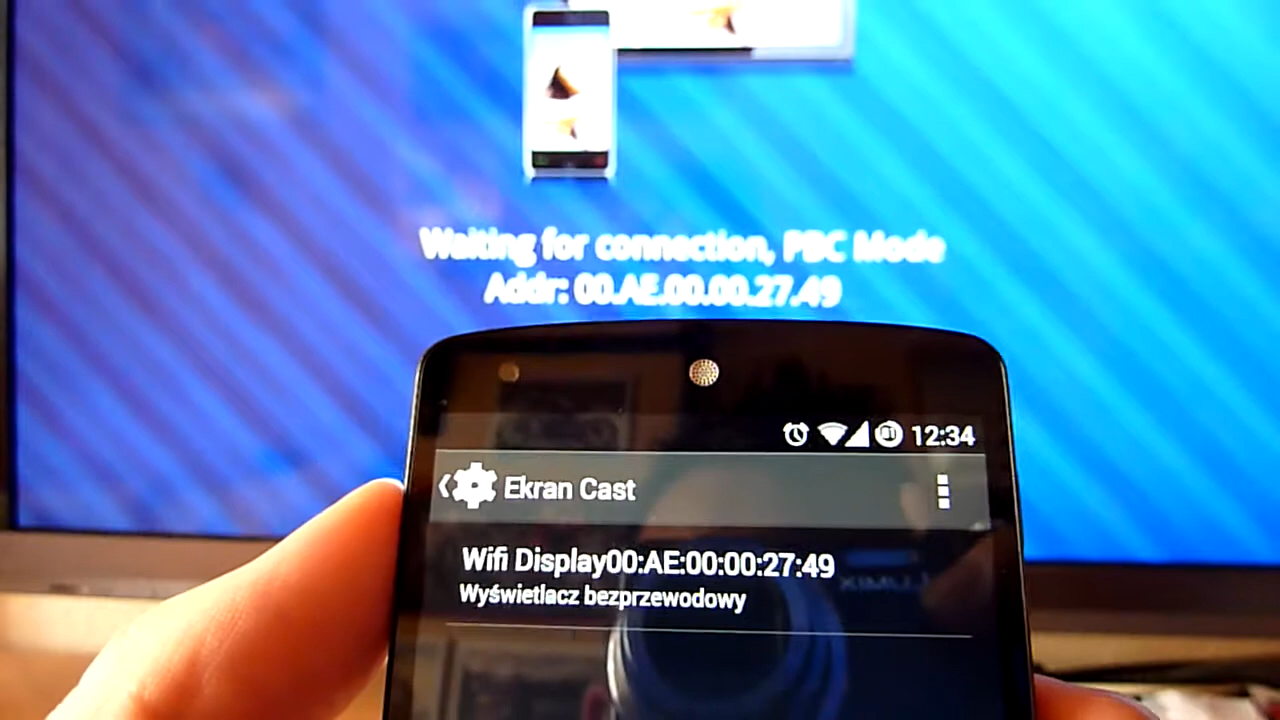 Waiting for connection, PBC Mode
Addr: 00.AE.00.00.27.49
12:34
Ekran Cast
Wifi Display00:AE:00:00:27:49
Wyświetlacz bezprzewodowy
LUMIX